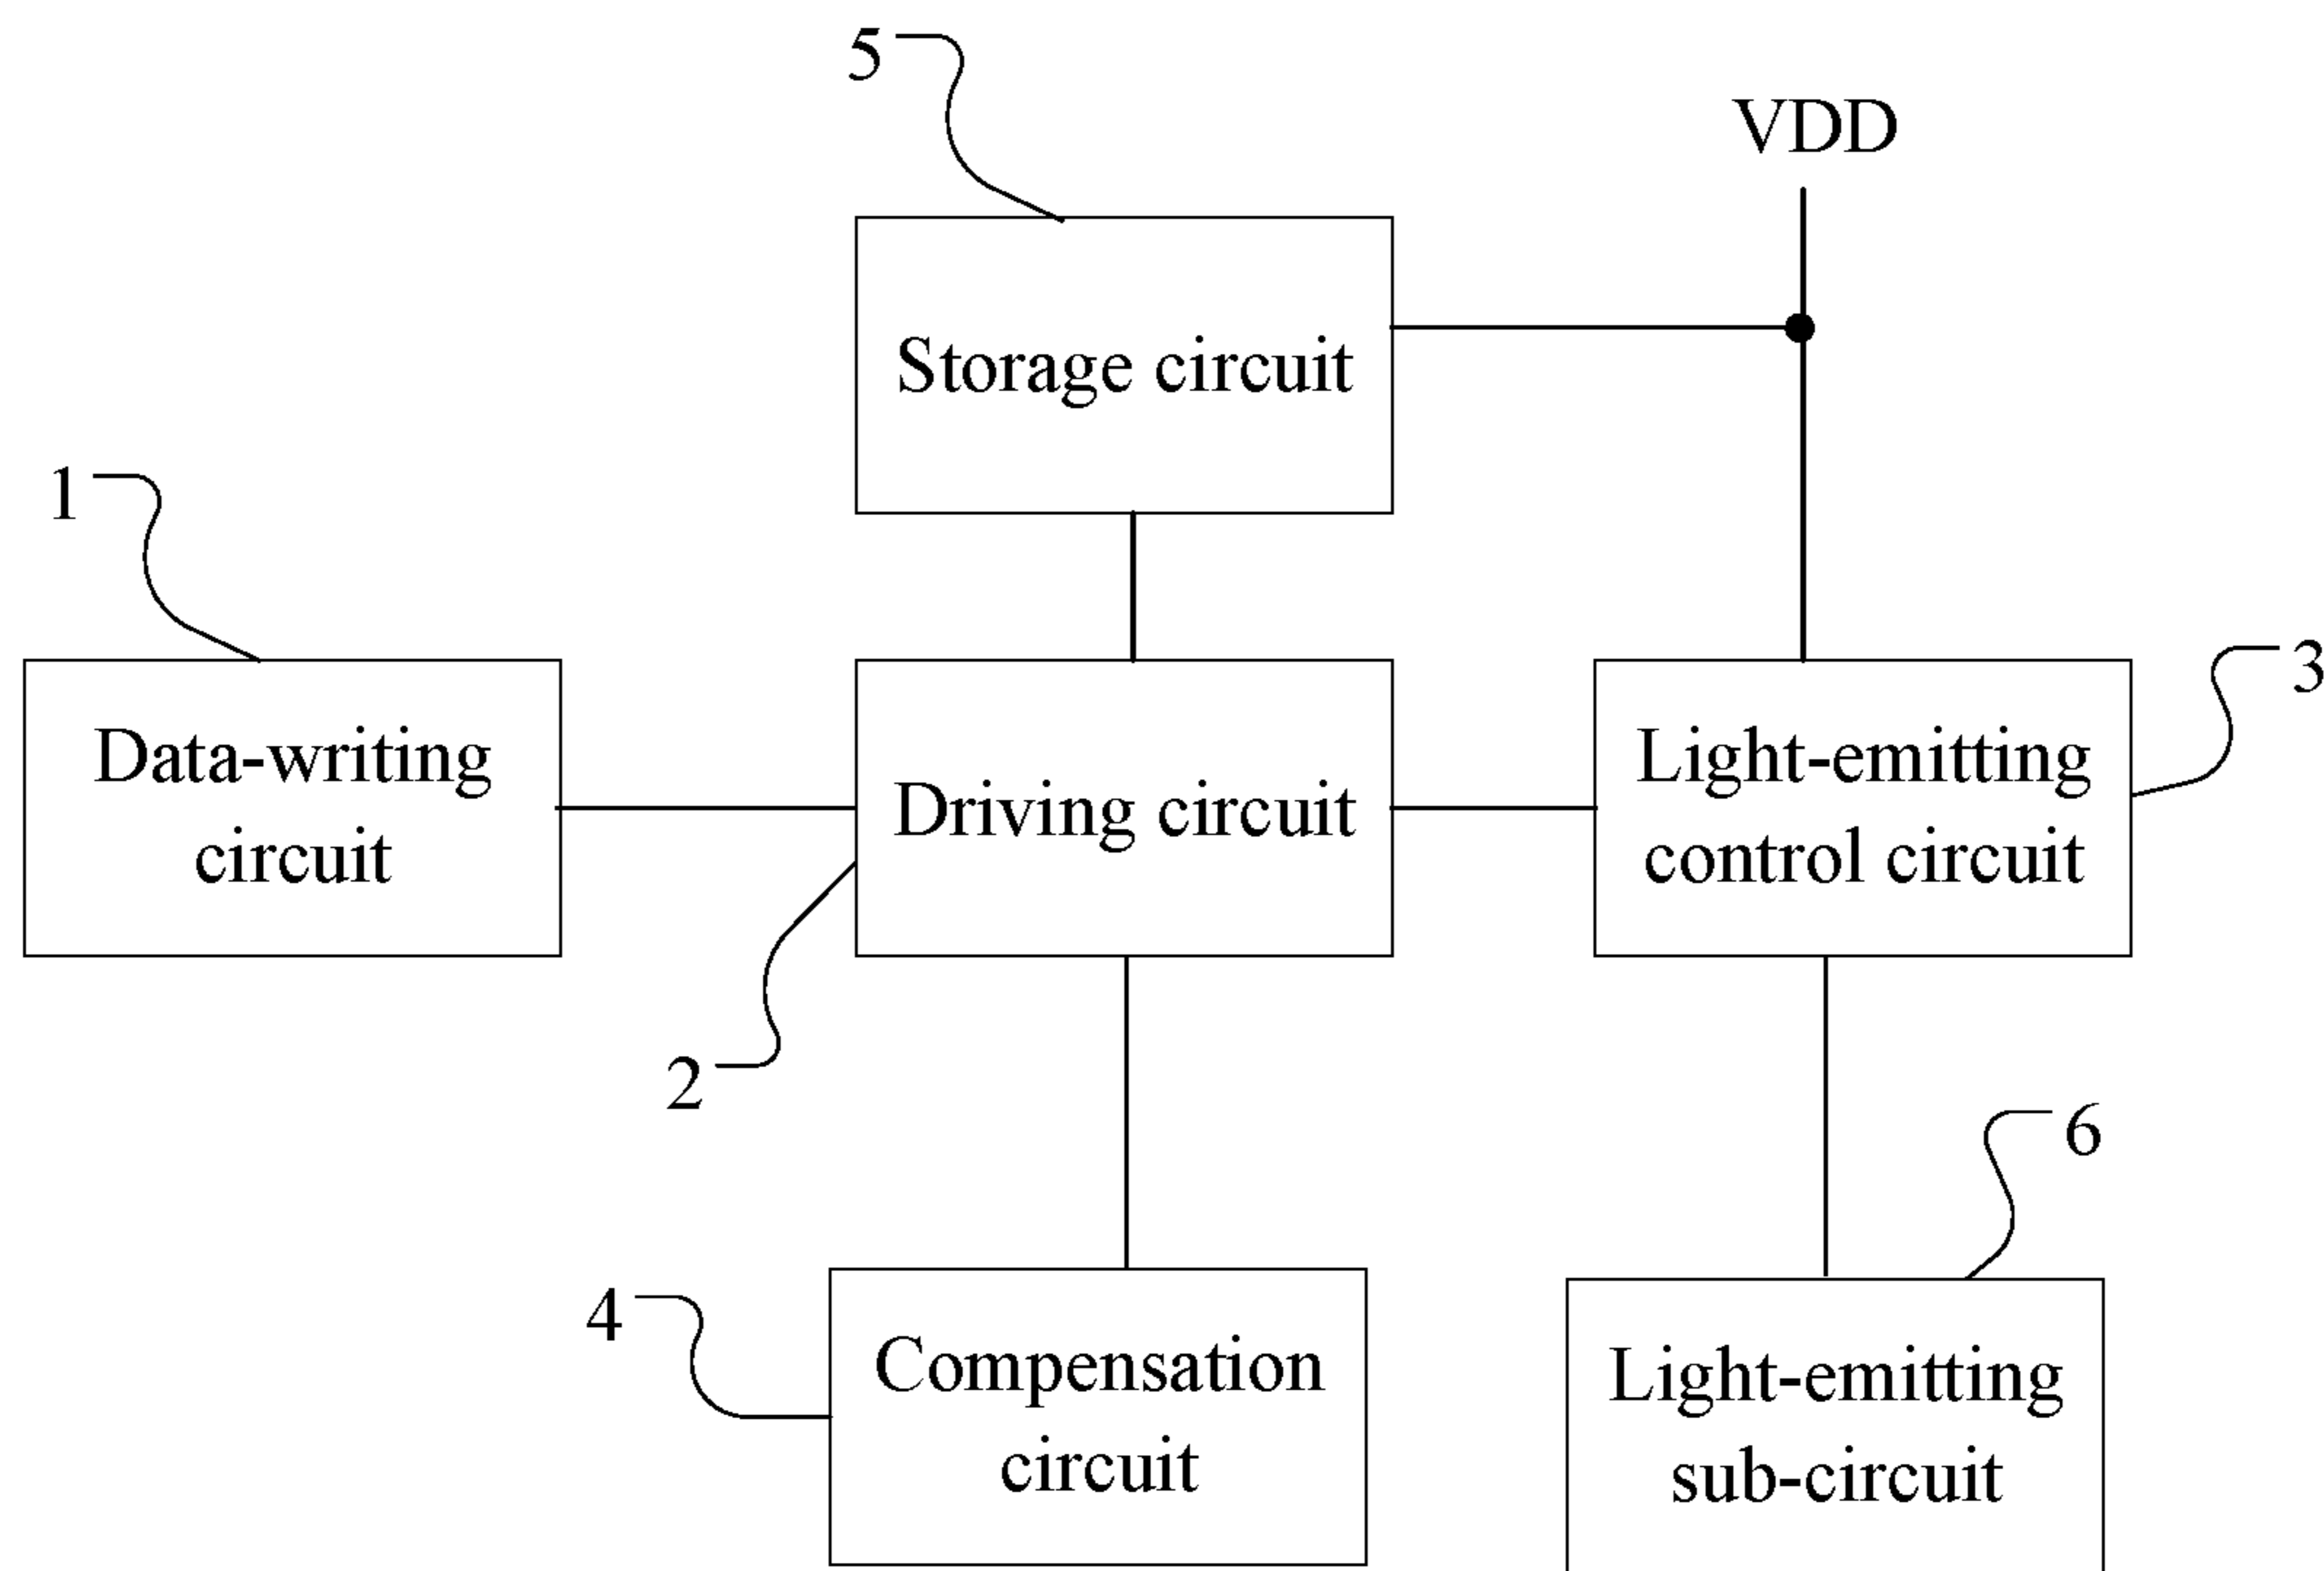 5
VDD
Storage circuit
1
3
Data-writing
circuit
Driving circuit
Light-emitting
control circuit
2
6
4
Compensation
circuit
Light-emitting
sub-circuit